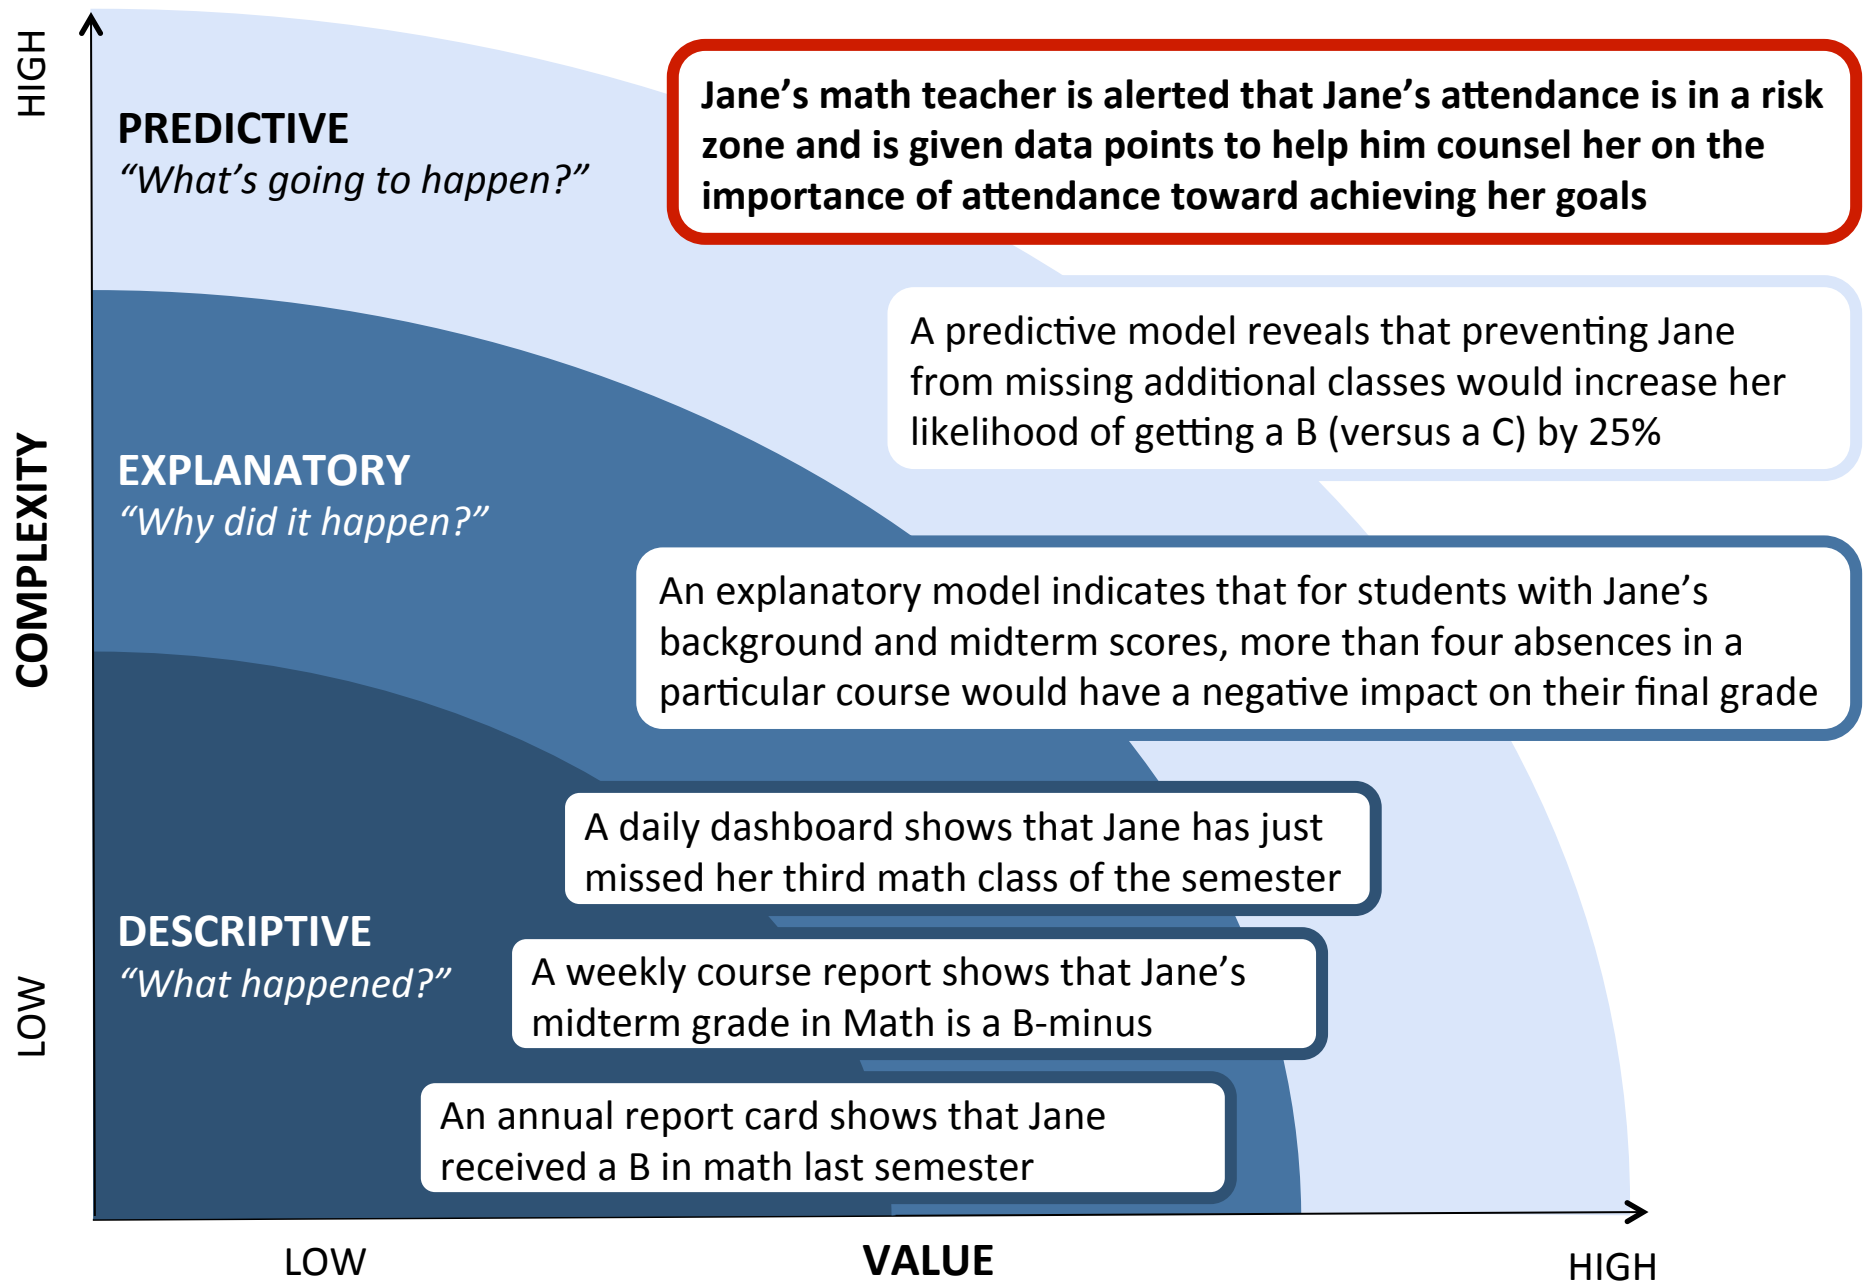 HIGH
COMPLEXITY
LOW
PREDICTIVE
“What’s going to happen?”
Jane’s math teacher is alerted that Jane’s attendance is in a risk
zone and is given data points to help him counsel her on the
importance of attendance toward achieving her goals
A predictive model reveals that preventing Jane
from missing additional classes would increase her
likelihood of getting a B (versus a C) by 25%
EXPLANATORY
“Why did it happen?”
An explanatory model indicates that for students with Jane’s
background and midterm scores, more than four absences in a
particular course would have a negative impact on their final grade
A daily dashboard shows that Jane has just
missed her third math class of the semester
DESCRIPTIVE
“What happened?”
A weekly course report shows that Jane’s
midterm grade in Math is a B-minus
An annual report card shows that Jane
received a B in math last semester
LOW
VALUE
HIGH